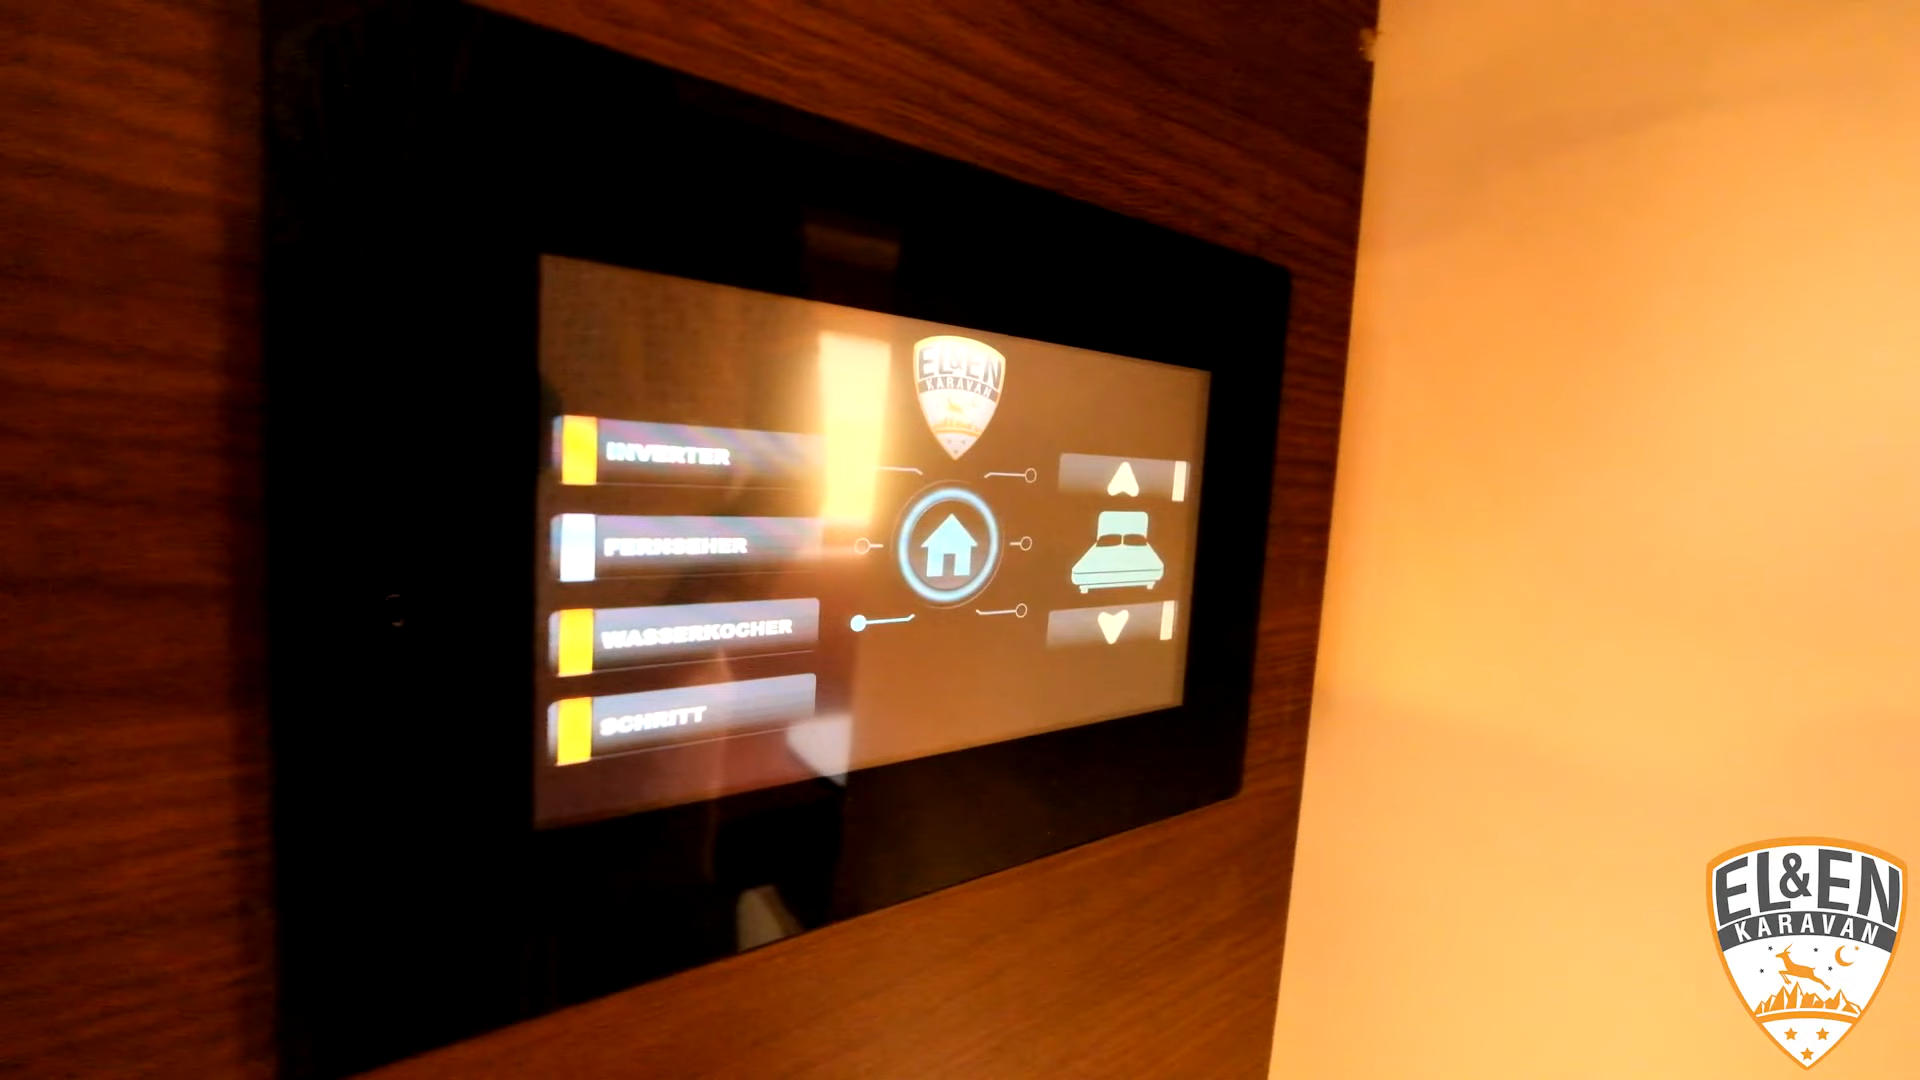 EL&EN
KARAVAN
INVERTER
FERNSEHER
WASSERKOCHER
SCHRITT
EL&EN
KARAVAN